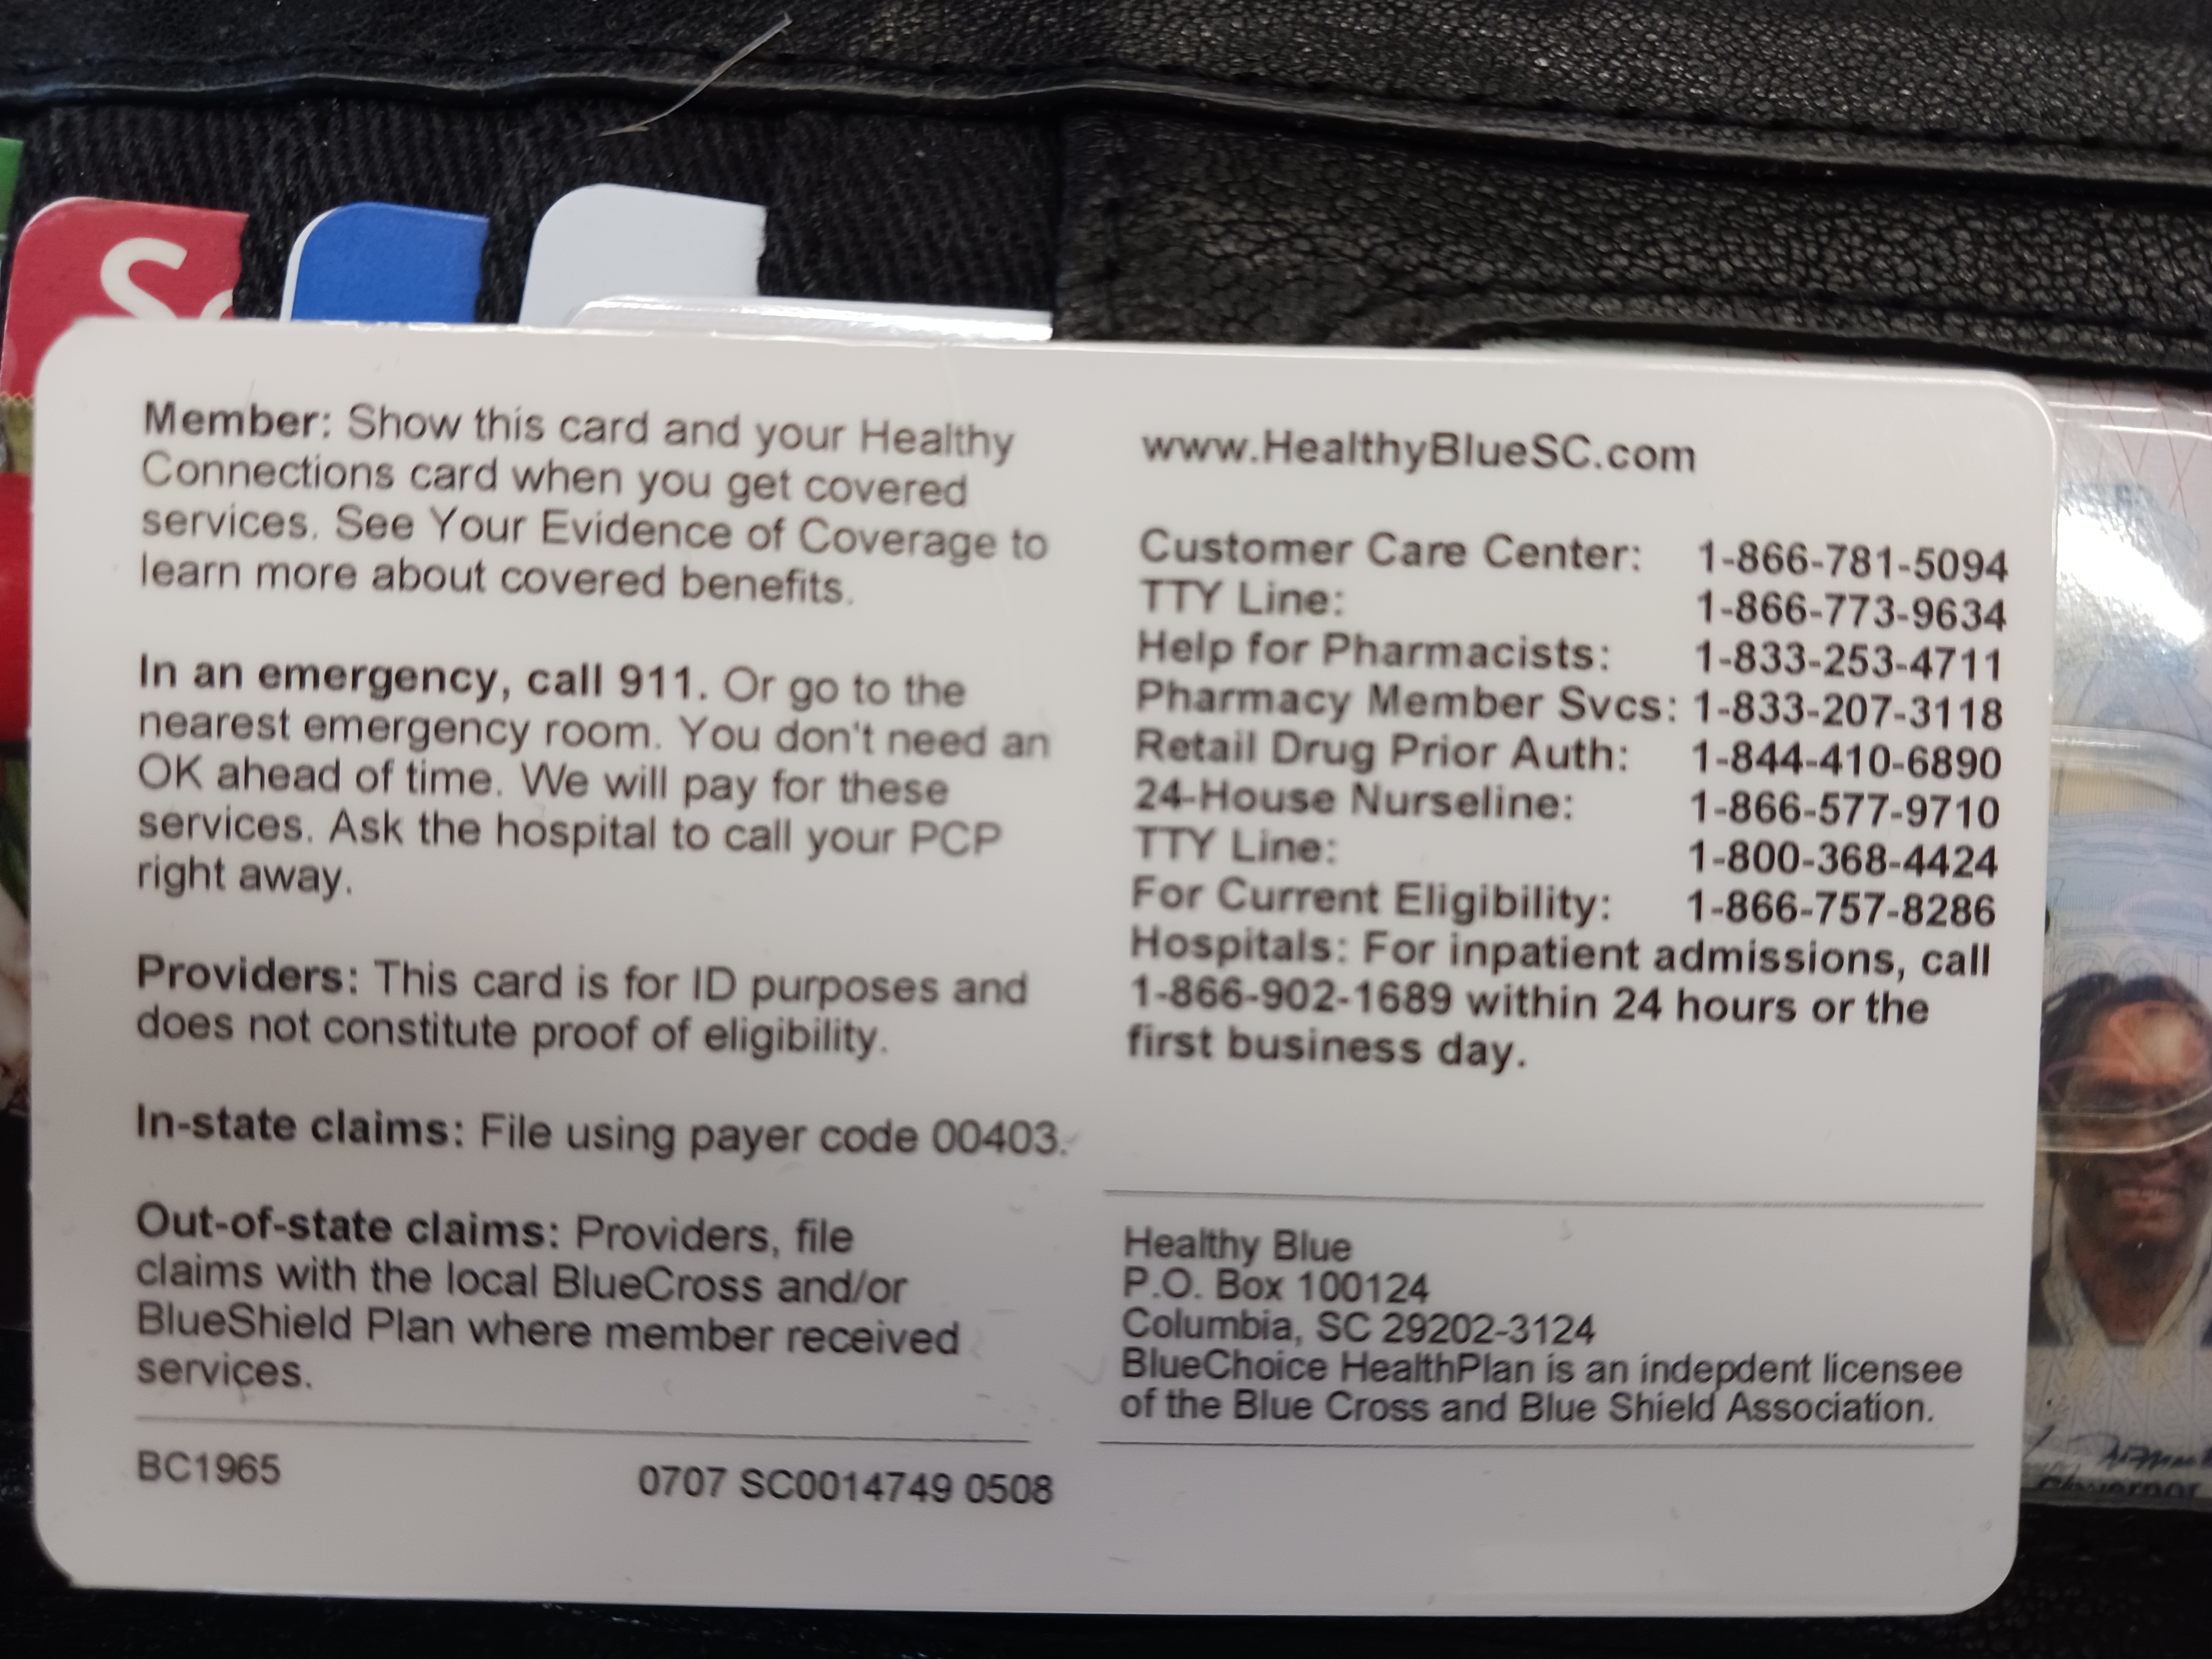 Sc
Member: Show this card and your Healthy
Connections card when you get covered
services. See Your Evidence of Coverage to
learn more about covered benefits.
In an emergency, call 911. Or go to the
nearest emergency room. You don't need an
OK ahead of time. We will pay for these
services. Ask the hospital to call your PCP
right away.
Providers: This card is for ID purposes and
does not constitute proof of eligibility.
In-state claims: File using payer code 00403.
Out-of-state claims: Providers, file
claims with the local BlueCross and/or
BlueShield Plan where member received
services.
BC1965 0707 SC0014749 0508
www.HealthyBlueSC.com
Customer Care Center: 1-866-781-5094
TTY Line: 1-866-773-9634
Help for Pharmacists: 1-833-253-4711
Pharmacy Member Svcs: 1-833-207-3118
Retail Drug Prior Auth: 1-844-410-6890
24-House Nurseline: 1-866-577-9710
TTY Line: 1-800-368-4424
For Current Eligibility: 1-866-757-8286
Hospitals: For inpatient admissions, call
1-866-902-1689 within 24 hours or the
first business day.
Healthy Blue
P.O. Box 100124
Columbia, SC 29202-3124
BlueChoice HealthPlan is an indepdent licensee
of the Blue Cross and Blue Shield Association.
Governor